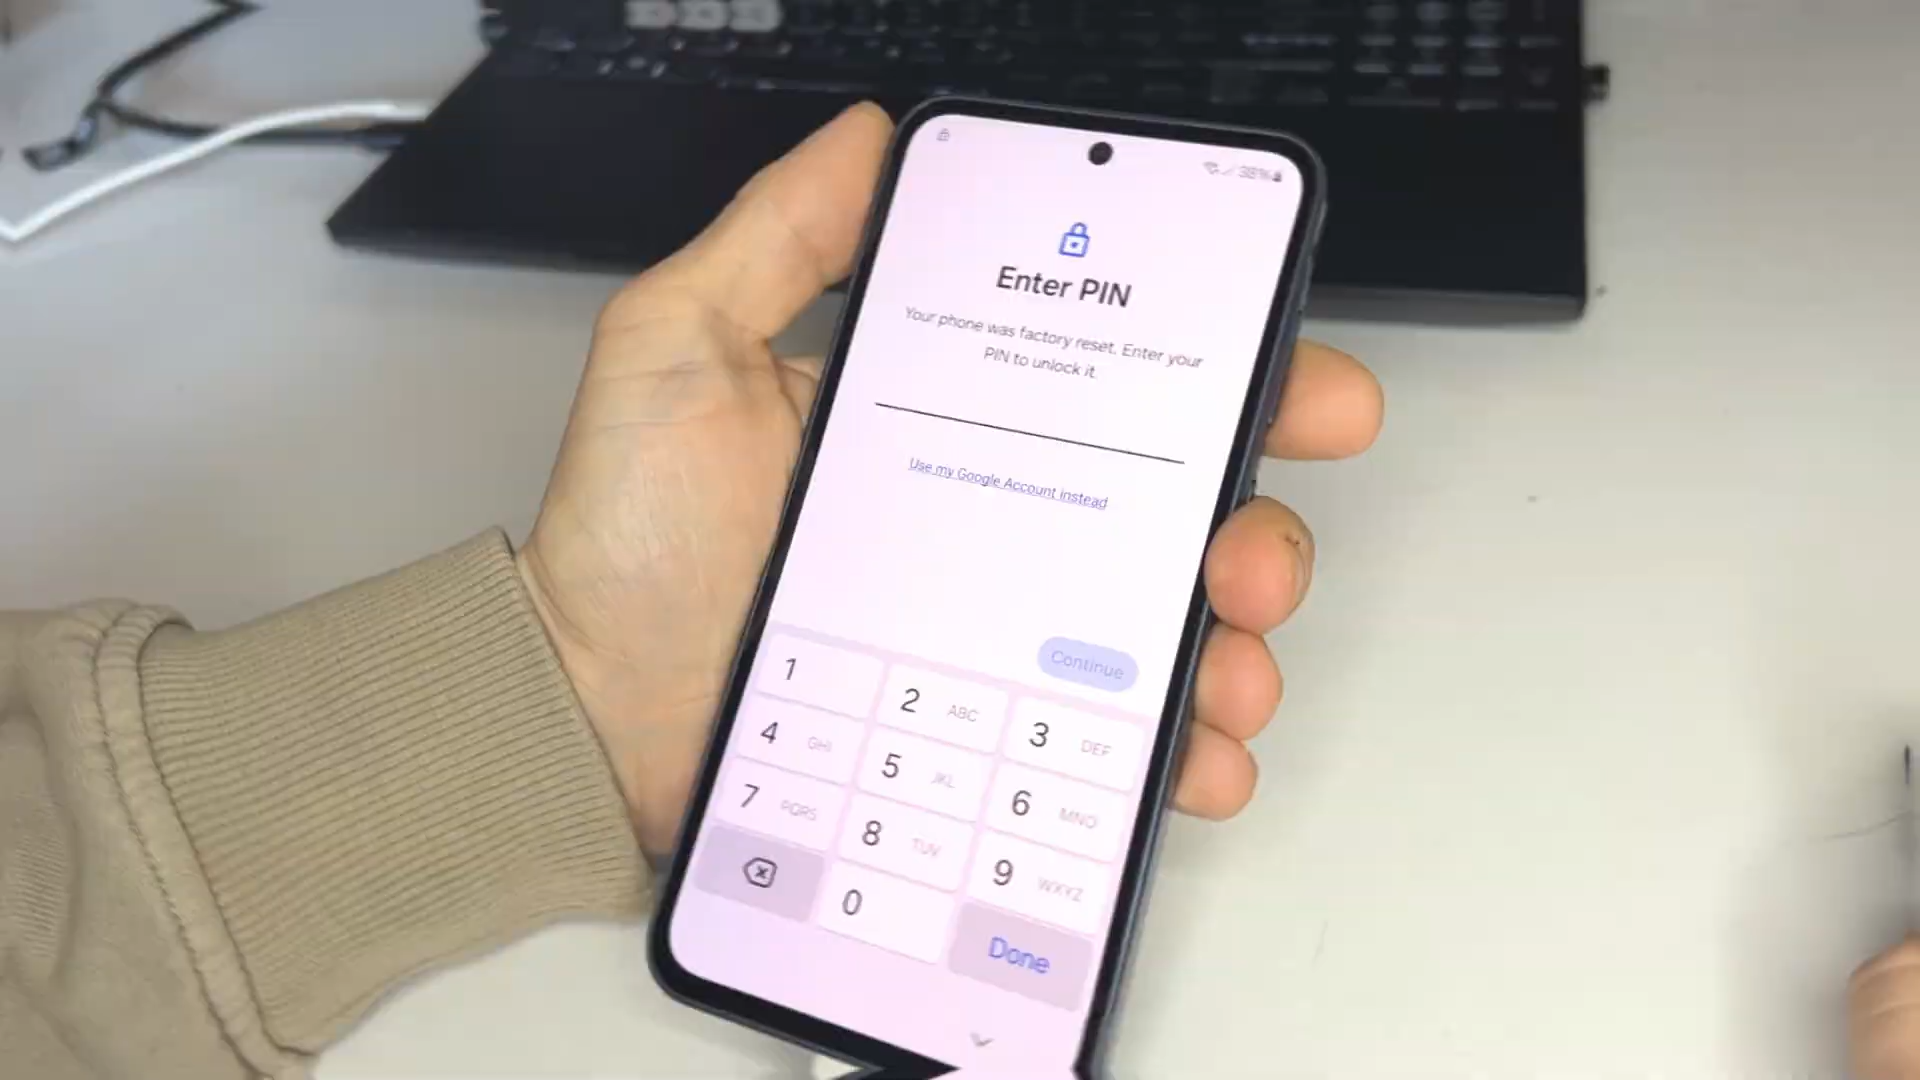 38%
Enter PIN
Your phone was factory reset. Enter your
PIN to unlock it.
Use my Google Account instead
Continue
1
2 ABC
3 DEF
4 GHI
5 JKL
6 MNO
7 PQRS
8 TUV
9 WXYZ
0
Done